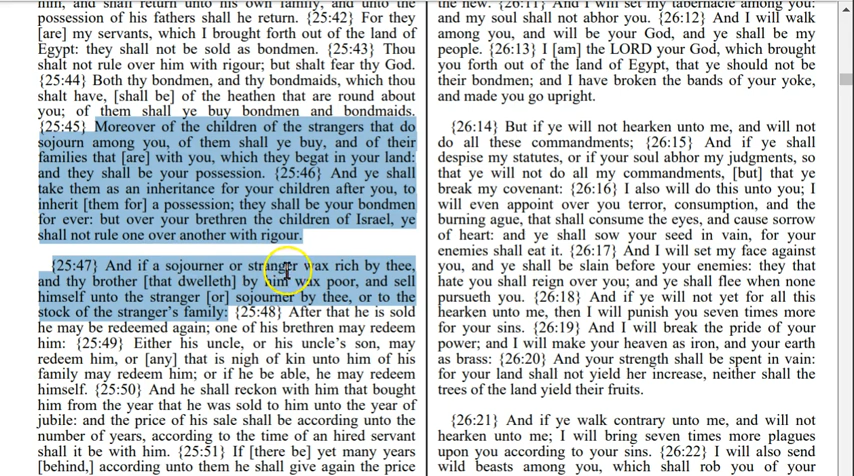 him, and shall return unto his own family, and unto the
possession of his fathers shall he return. {25:42} For they
[are] my servants, which I brought forth out of the land of
Egypt: they shall not be sold as bondmen. {25:43} Thou
shalt not rule over him with rigour; but shalt fear thy God.
{25:44} Both thy bondmen, and thy bondmaids, which thou
shalt have, [shall be] of the heathen that are round about
you; of them shall ye buy bondmen and bondmaids.
{25:45} Moreover of the children of the strangers that do
sojourn among you, of them shall ye buy, and of their
families that [are] with you, which they begat in your land:
and they shall be your possession. {25:46} And ye shall
take them as an inheritance for your children after you, to
inherit [them for] a possession; they shall be your bondmen
for ever: but over your brethren the children of Israel, ye
shall not rule one over another with rigour.
{25:47} And if a sojourner or stranger wax rich by thee,
and thy brother [that dwelleth] by him wax poor, and sell
himself unto the stranger [or] sojourner by thee, or to the
stock of the stranger's family: {25:48} After that he is sold
he may be redeemed again; one of his brethren may redeem
him: {25:49} Either his uncle, or his uncle's son, may
redeem him, or [any] that is nigh of kin unto him of his
family may redeem him; or if he be able, he may redeem
himself. {25:50} And he shall reckon with him that bought
him from the year that he was sold to him unto the year of
jubile: and the price of his sale shall be according unto the
number of years, according to the time of an hired servant
shall it be with him. {25:51} If [there be] yet many years
[behind,] according unto them he shall give again the price
the new. {26:11} And I will set my tabernacle among you:
and my soul shall not abhor you. {26:12} And I will walk
among you, and will be your God, and ye shall be my
people. {26:13} I [am] the LORD your God, which brought
you forth out of the land of Egypt, that ye should not be
their bondmen; and I have broken the bands of your yoke,
and made you go upright.
{26:14} But if ye will not hearken unto me, and will not
do all these commandments; {26:15} And if ye shall
despise my statutes, or if your soul abhor my judgments, so
that ye will not do all my commandments, [but] that ye
break my covenant: {26:16} I also will do this unto you; I
will even appoint over you terror, consumption, and the
burning ague, that shall consume the eyes, and cause sorrow
of heart: and ye shall sow your seed in vain, for your
enemies shall eat it. {26:17} And I will set my face against
you, and ye shall be slain before your enemies: they that
hate you shall reign over you; and ye shall flee when none
pursueth you. {26:18} And if ye will not yet for all this
hearken unto me, then I will punish you seven times more
for your sins. {26:19} And I will break the pride of your
power; and I will make your heaven as iron, and your earth
as brass: {26:20} And your strength shall be spent in vain:
for your land shall not yield her increase, neither shall the
trees of the land yield their fruits.
{26:21} And if ye walk contrary unto me, and will not
hearken unto me; I will bring seven times more plagues
upon you according to your sins. {26:22} I will also send
wild beasts among you, which shall rob you of your